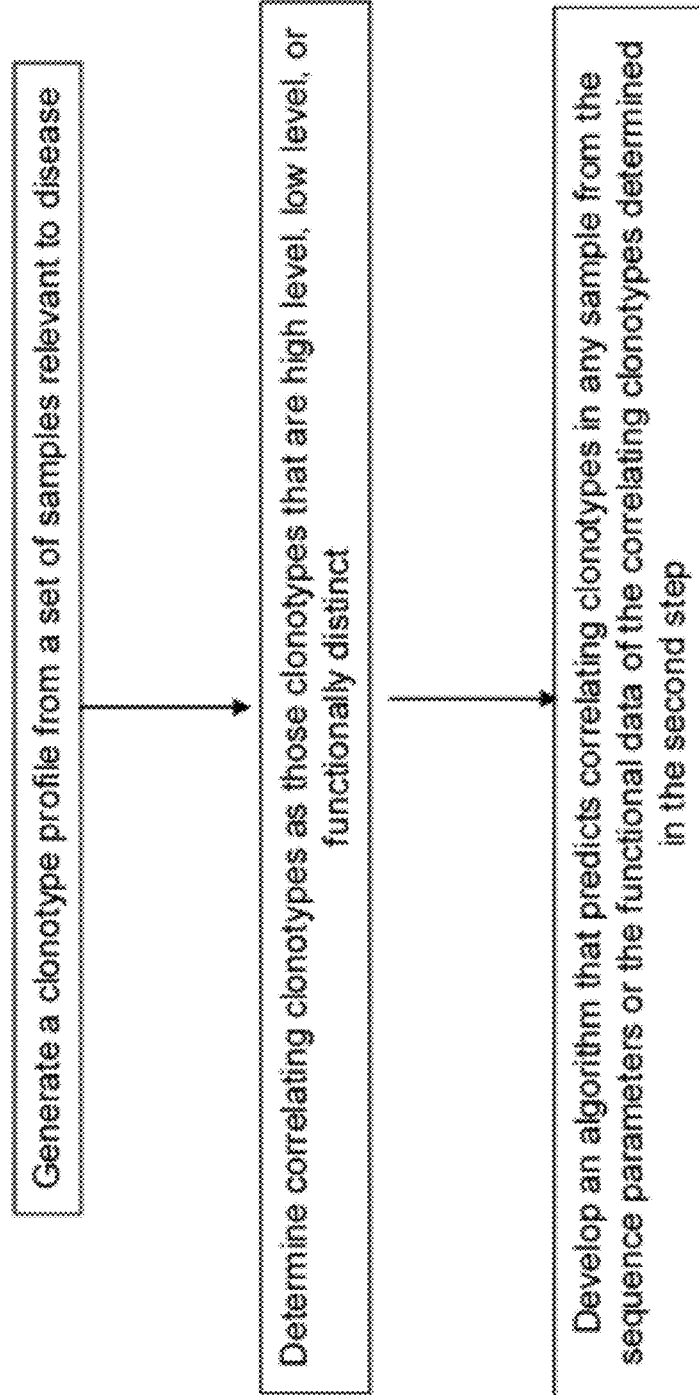 Generate a clonotype profile from a set of samples relevant to disease
Determine correlating clonotypes as those clonotypes that are high level, low level, or
functionally distinct
Develop an algorithm that predicts correlating clonotypes in any sample from the
sequence parameters or the functional data of the correlating clonotypes determined
in the second step